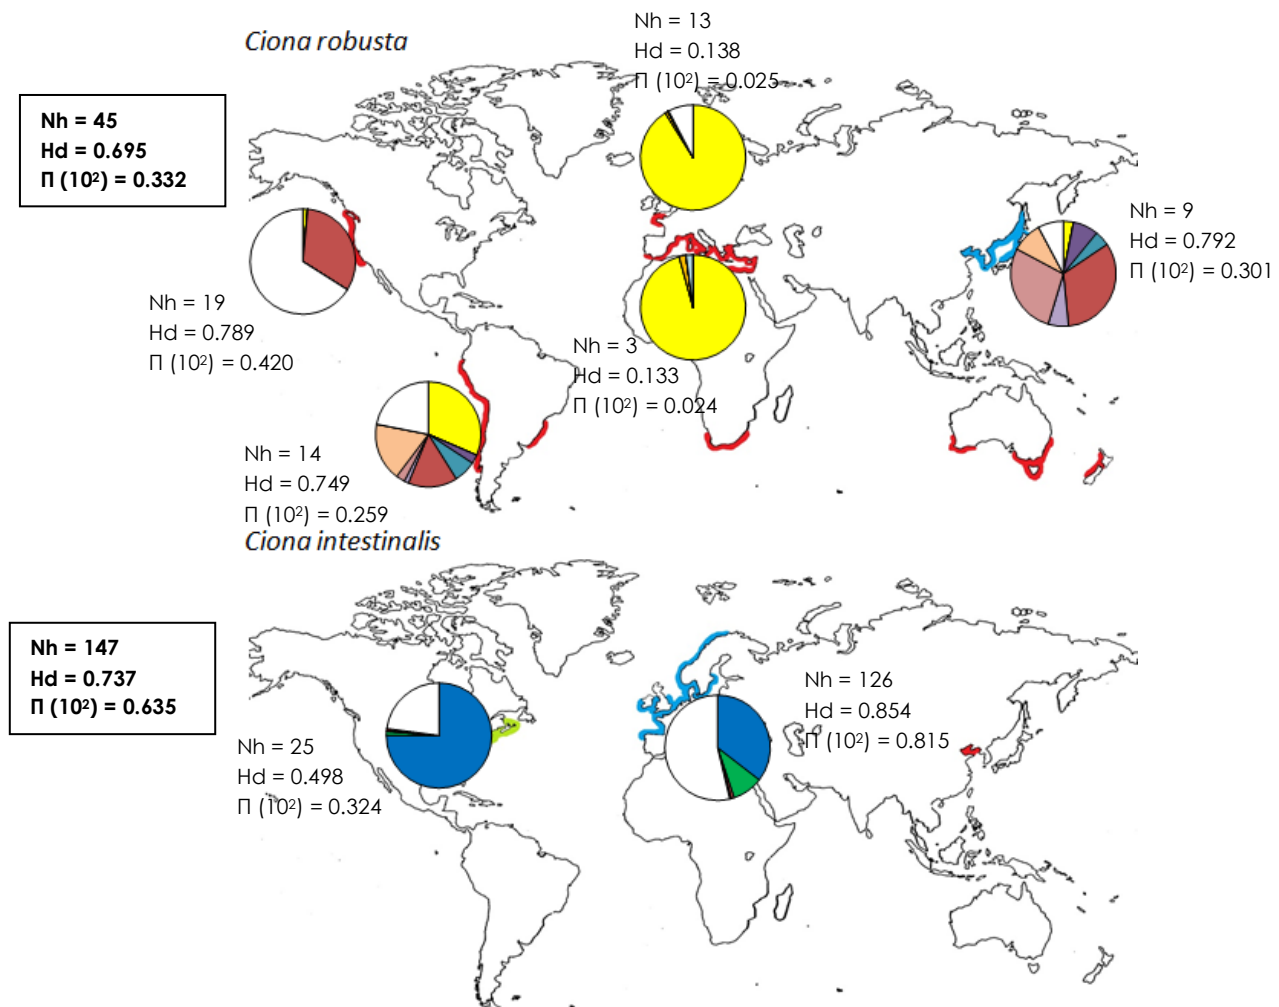 Ciona robusta
Nh = 13
Hd = 0.138
Π (10²) = 0.025
Nh = 45
Hd = 0.695
Π (10²) = 0.332
Nh = 9
Hd = 0.792
Π (10²) = 0.301
Nh = 19
Hd = 0.789
Π (10²) = 0.420
Nh = 3
Hd = 0.133
Π (10²) = 0.024
Nh = 14
Hd = 0.749
Π (10²) = 0.259
Ciona intestinalis
Nh = 147
Hd = 0.737
Π (10²) = 0.635
Nh = 126
Hd = 0.854
Π (10²) = 0.815
Nh = 25
Hd = 0.498
Π (10²) = 0.324